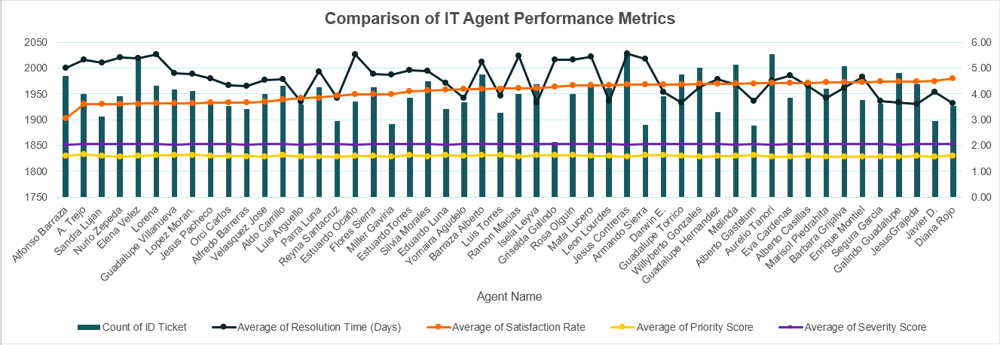 Comparison of IT Agent Performance Metrics
2050
2000
1950
1900
1850
1800
1750
6.00
5.00
4.00
3.00
2.00
1.00
0.00
Alfonso Barraza
A. Trejo
Sandra Lujan
Nurio Zepeda
Elena Velez
Lorena
Guadalupe Villanueva
Lopez Moran.
Jesus Pacheco
Orci Carlos
Alfredo Barreras
Velasquez Jose
Aldo Carrillo
Luis Arguello
Parra Luna
Reyna Santacruz
Estuardo Ocaño
Flores Sierra
Miller Gaviria
Estuardo Torres
Silvia Morales
Eduardo Luna
Yomaira Agudelo
Barraza Alberto
Luis Torres
Ramon Macias
Isela Leyva
Griselda Galindo
Rosa Olguin
Mata Lucero
Leon Lourdes
Jesus Contreras
Armando Sierra
Darwin E.
Guadalupe Torrico
Willyberto Gonzales
Guadalupe Hernandez
Melinda
Alberto Gastelum
Aurelio Tanori
Eva Cardenas
Alberto Casillas
Marisol Piedrahita
Barbara Grijalva
Enrique Montiel
Segura Garcia
Galindo Guadalupe
JesusGrajeda
Javier D.
Diana Rojo
Agent Name
Count of ID Ticket
Average of Resolution Time (Days)
Average of Satisfaction Rate
Average of Priority Score
Average of Severity Score